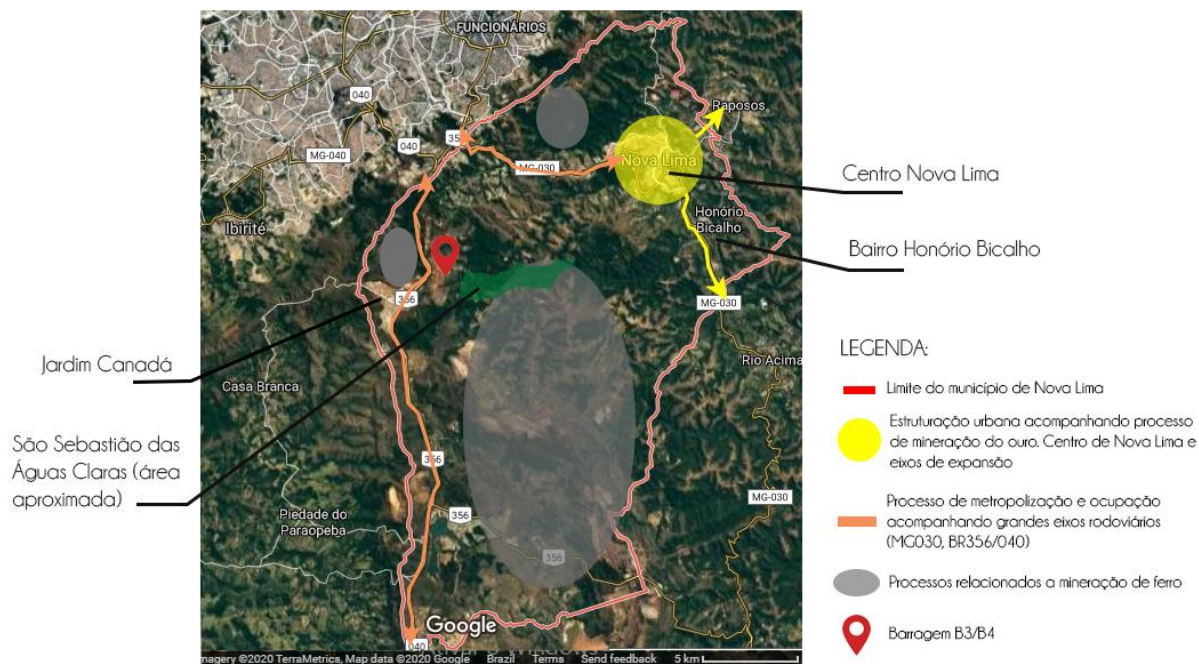 FUNCIONÁRIOS
040
MG-040
040
35
MG-030
Nova Lima
Raposos
Centro Nova Lima
Honório
Bicalho
Bairro Honório Bicalho
Ibirité
356
MG-030
Jardim Canadá
Casa Branca
Rio Acima
São Sebastião das
Águas Claras (área
aproximada)
Piedade do
Paraopeba
356
MG-030
356
040
Google
magery ©2020 TerraMetrics, Map data ©2020 Google Brazil Terms Send feedback 5 km
LEGENDA:
Limite do município de Nova Lima
Estruturação urbana acompanhando processo
de mineração do ouro. Centro de Nova Lima e
eixos de expansão
Processo de metropolização e ocupação
acompanhando grandes eixos rodoviários
(MG030, BR356/040)
Processos relacionados a mineração de ferro
Barragem B3/B4